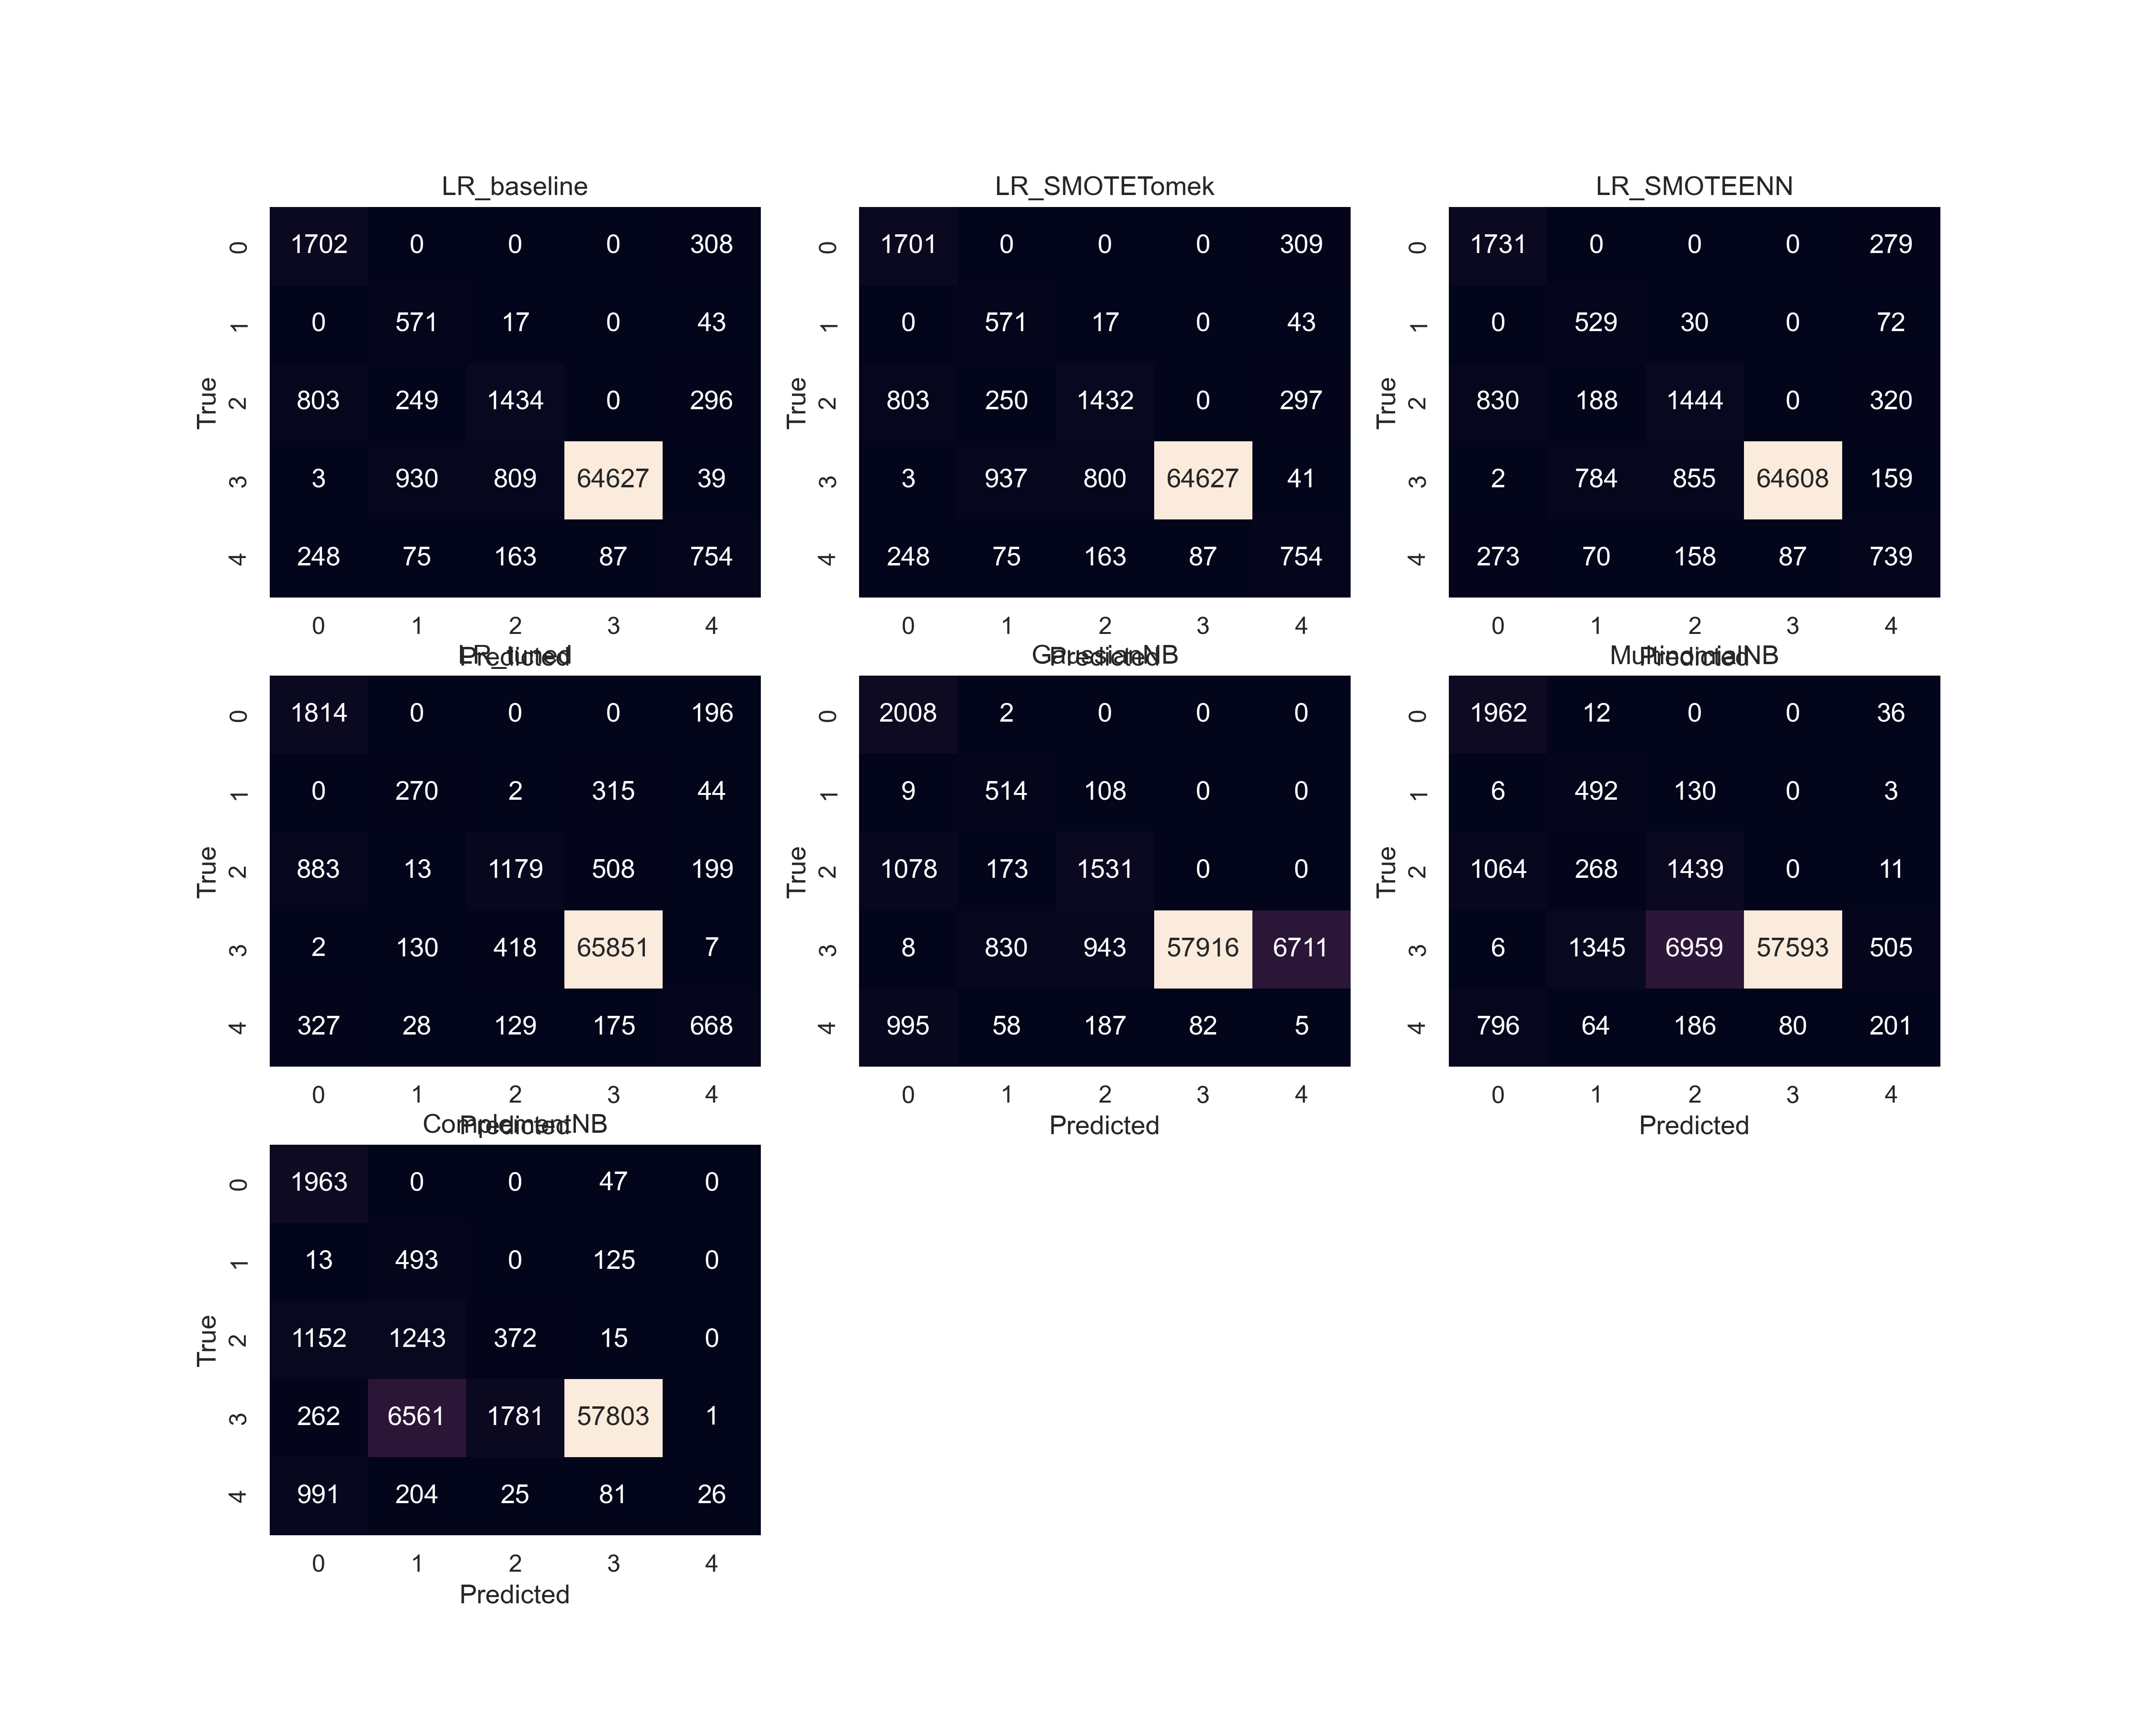 LR_baseline
0 1702 0 0 0 308
1 0 571 17 0 43
True 2 803 249 1434 0 296
3 3 930 809 64627 39
4 248 75 163 87 754
0 1 2 3 4
Predicted
LR_SMOTETomek
0 1701 0 0 0 309
1 0 571 17 0 43
True 2 803 250 1432 0 297
3 3 937 800 64627 41
4 248 75 163 87 754
0 1 2 3 4
Predicted
LR_SMOTEENN
0 1731 0 0 0 279
1 0 529 30 0 72
True 2 830 188 1444 0 320
3 2 784 855 64608 159
4 273 70 158 87 739
0 1 2 3 4
Predicted
LR_tuned
0 1814 0 0 0 196
1 0 270 2 315 44
True 2 883 13 1179 508 199
3 2 130 418 65851 7
4 327 28 129 175 668
0 1 2 3 4
Predicted
GaussianNB
0 2008 2 0 0 0
1 9 514 108 0 0
True 2 1078 173 1531 0 0
3 8 830 943 57916 6711
4 995 58 187 82 5
0 1 2 3 4
Predicted
MultinomialNB
0 1962 12 0 0 36
1 6 492 130 0 3
True 2 1064 268 1439 0 11
3 6 1345 6959 57593 505
4 796 64 186 80 201
0 1 2 3 4
Predicted
ComplementNB
0 1963 0 0 47 0
1 13 493 0 125 0
True 2 1152 1243 372 15 0
3 262 6561 1781 57803 1
4 991 204 25 81 26
0 1 2 3 4
Predicted